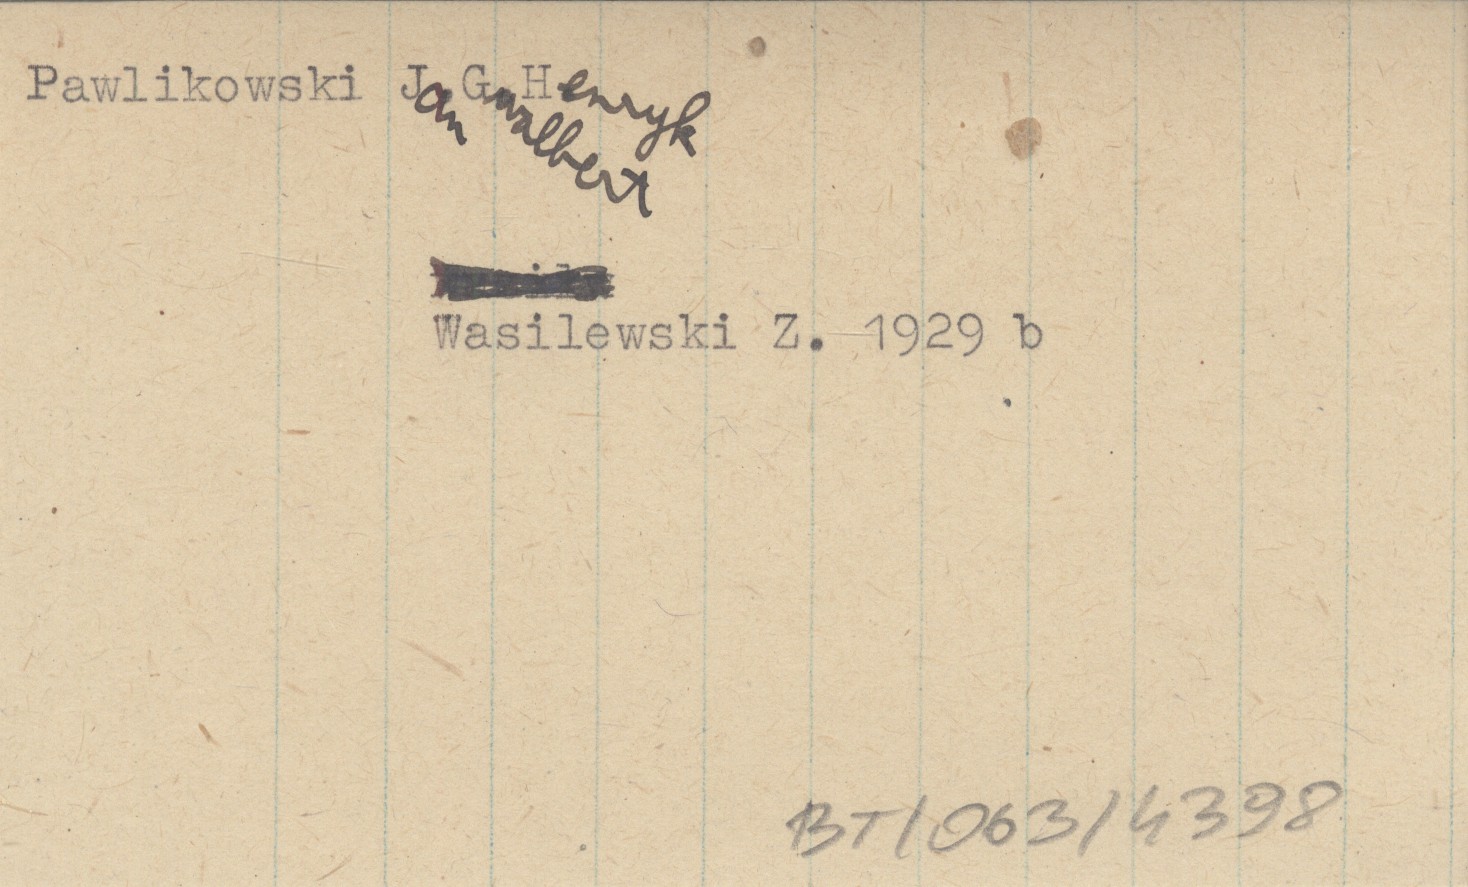 Pawlikowski Jan Gwalbert Henryk
Wasilewski Z. 1929 b
BT/063/4398